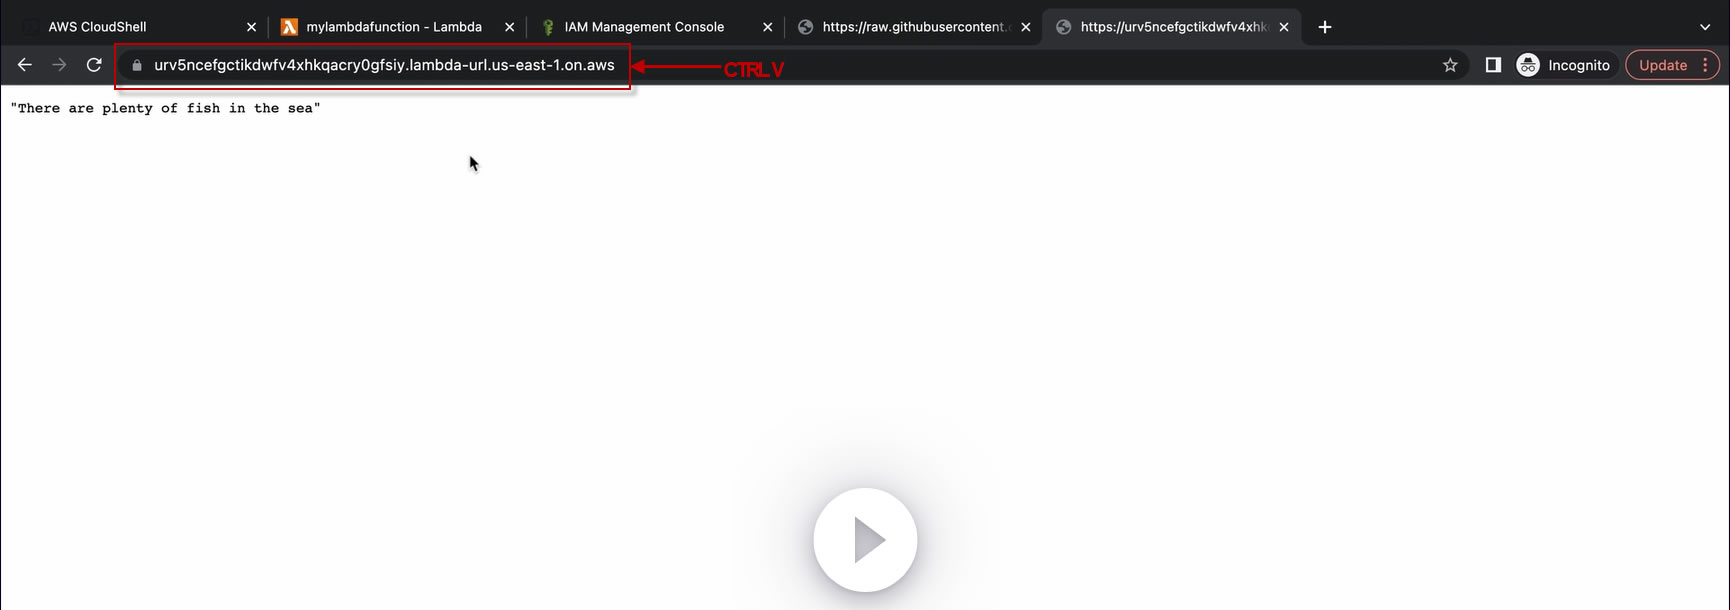 AWS CloudShell
mylambdafunction - Lambda
IAM Management Console
https://raw.githubusercontent.
https://urv5ncefgctikdwfv4xhk
urv5ncefgctikdwfv4xhkqacry0gfsiy.lambda-url.us-east-1.on.aws
CTRL V
Incognito
Update
"There are plenty of fish in the sea"